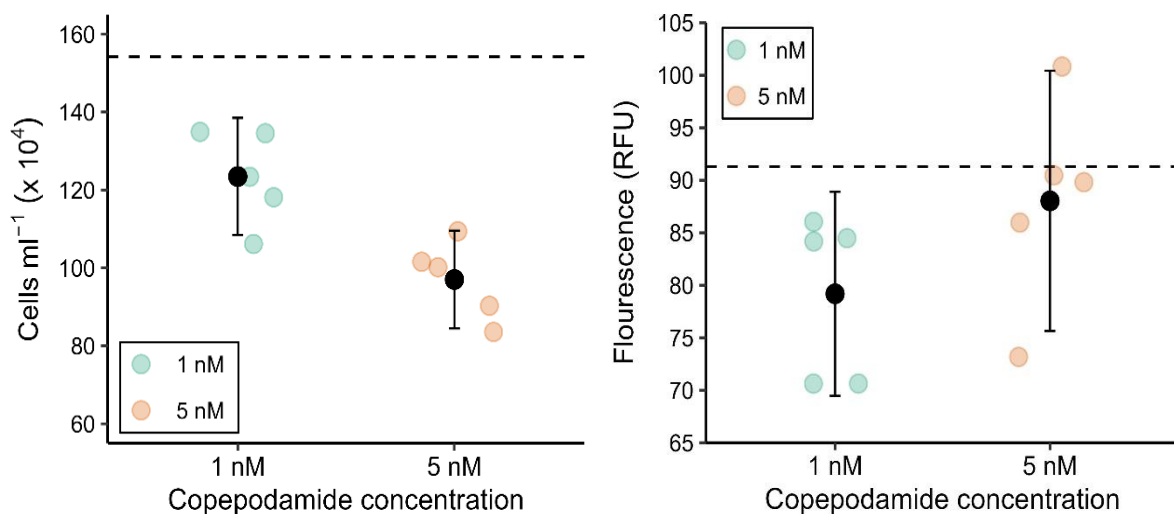 160
140
120
100
80
60
Cells ml⁻¹ (x 10⁴)
1 nM
5 nM
1 nM
5 nM
Copepodamide concentration
105
100
95
90
85
80
75
70
65
Flourescence (RFU)
1 nM
5 nM
1 nM
5 nM
Copepodamide concentration